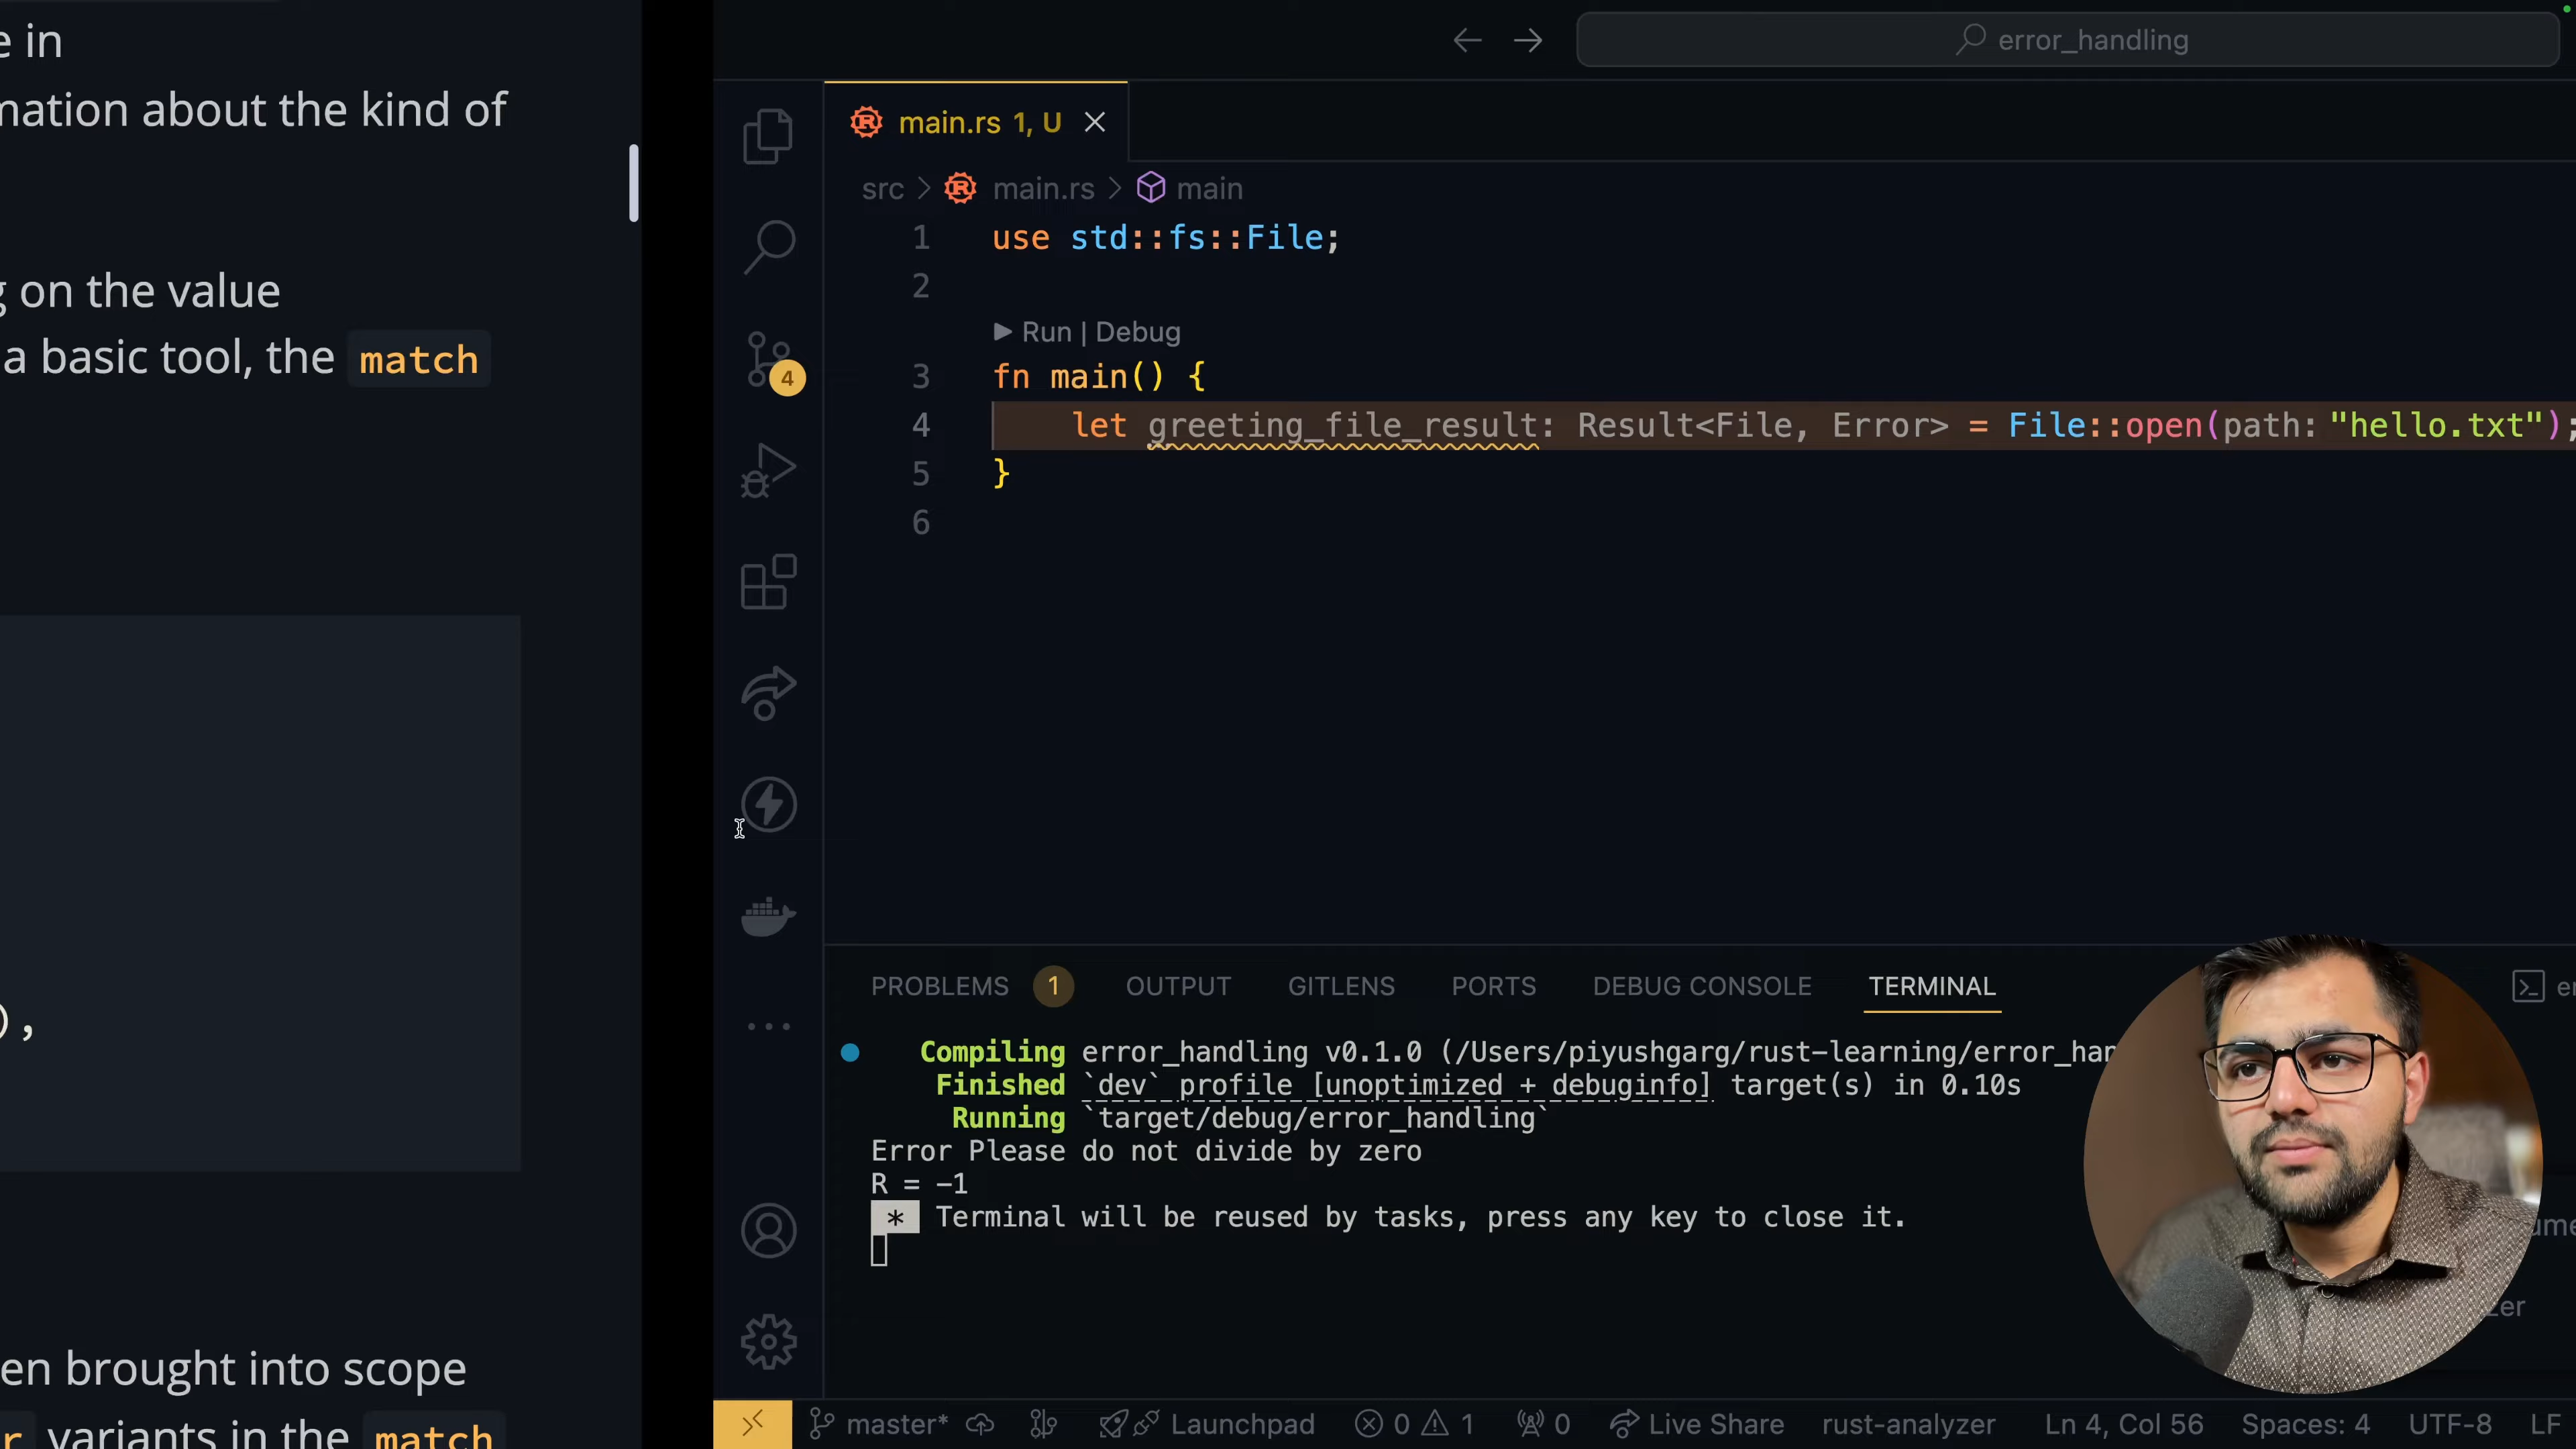 e in
mation about the kind of
g on the value
a basic tool, the match
),
en brought into scope
r variants in the match
error_handling
main.rs 1, U
src > main.rs > main
1 use std::fs::File;
2
Run | Debug
3 fn main() {
4 let greeting_file_result: Result<File, Error> = File::open(path: "hello.txt");
5 }
6
4
PROBLEMS 1 OUTPUT GITLENS PORTS DEBUG CONSOLE TERMINAL
Compiling error_handling v0.1.0 (/Users/piyushgarg/rust-learning/error_han
Finished `dev` profile [unoptimized + debuginfo] target(s) in 0.10s
Running `target/debug/error_handling`
Error Please do not divide by zero
R = -1
* Terminal will be reused by tasks, press any key to close it.
ume
zer
master* Launchpad 0 1 0 Live Share rust-analyzer Ln 4, Col 56 Spaces: 4 UTF-8 LF